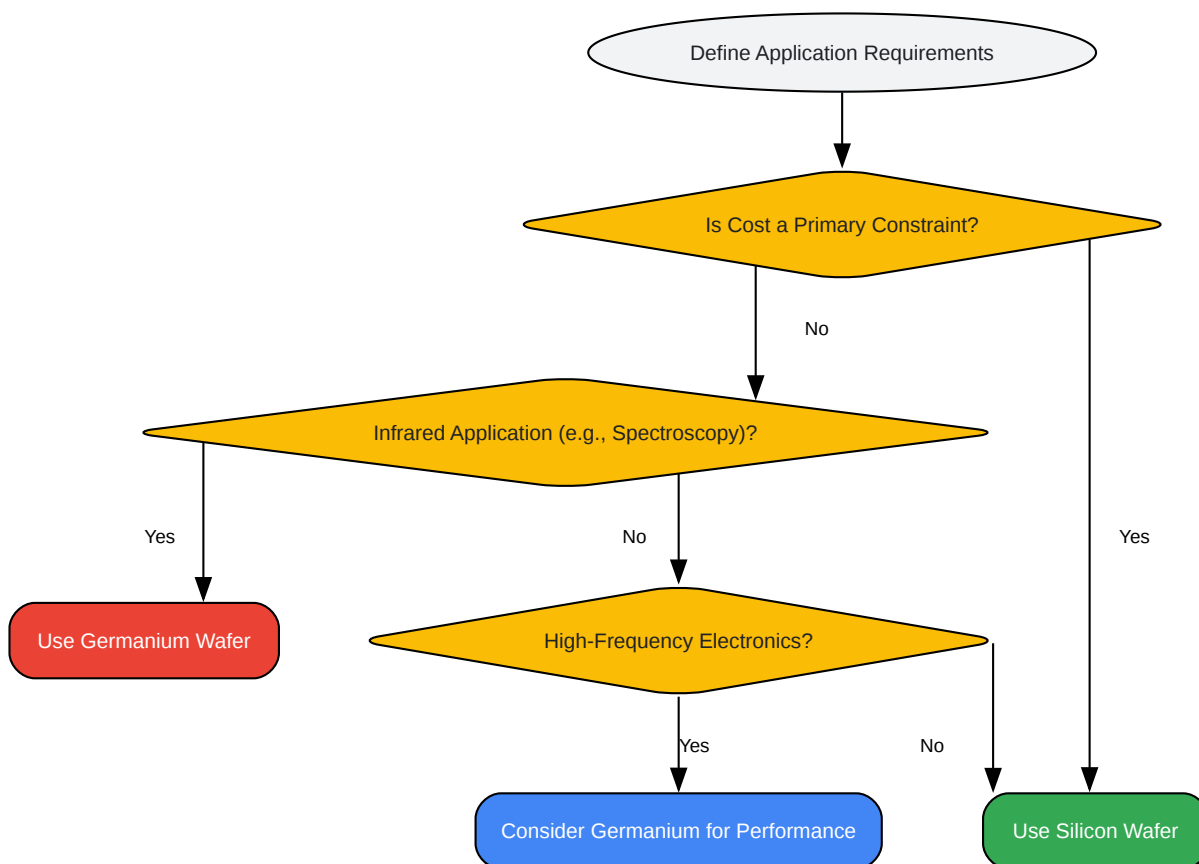 Define Application Requirements
Is Cost a Primary Constraint?
No
Infrared Application (e.g., Spectroscopy)?
Yes
No
Yes
Use Germanium Wafer
High-Frequency Electronics?
Yes
No
Consider Germanium for Performance
Use Silicon Wafer